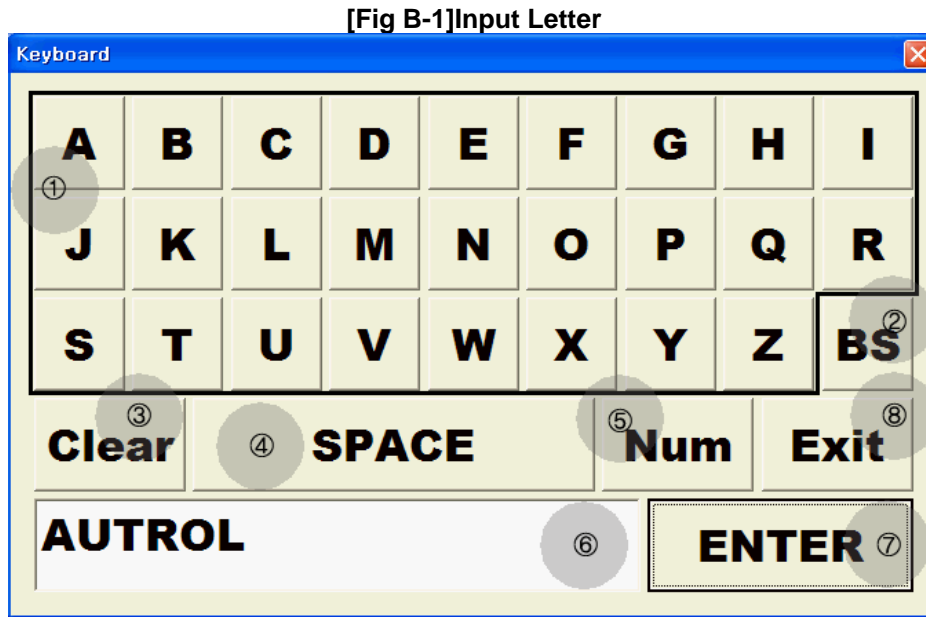 [Fig B-1]Input Letter
Keyboard
A B C D E F G H I
①
J K L M N O P Q R
S T U V W X Y Z BS ②
Clear ③ ④ SPACE ⑤ Num Exit ⑧
AUTROL ⑥ ENTER ⑦